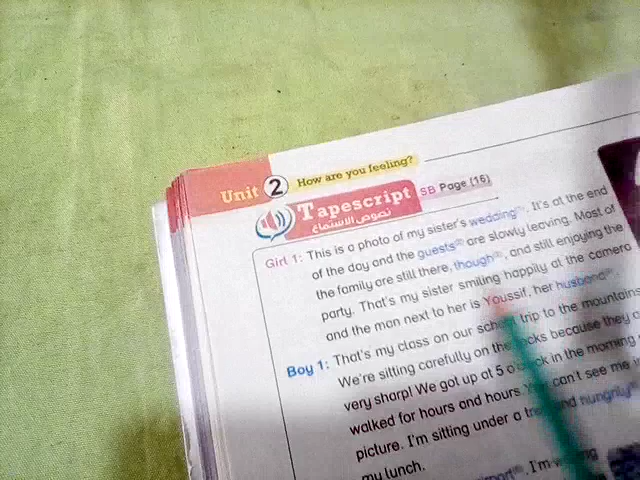 Unit 2 How are you feeling?
Tapescript SB Page (16)
نصوص الاستماع
Girl 1: This is a photo of my sister's wedding. It's at the end
of the day and the guests are slowly leaving. Most of
the family are still there, though, and still enjoying the
party. That's my sister smiling happily at the camera
and the man next to her is Youssif, her husband
Boy 1: That's my class on our school trip to the mountains
We're sitting carefully on the rocks because they
very sharp! We got up at 5 o'clock in the morning
walked for hours and hours. You can't see me
picture. I'm sitting under a tree and hungrily
my lunch.
I'm